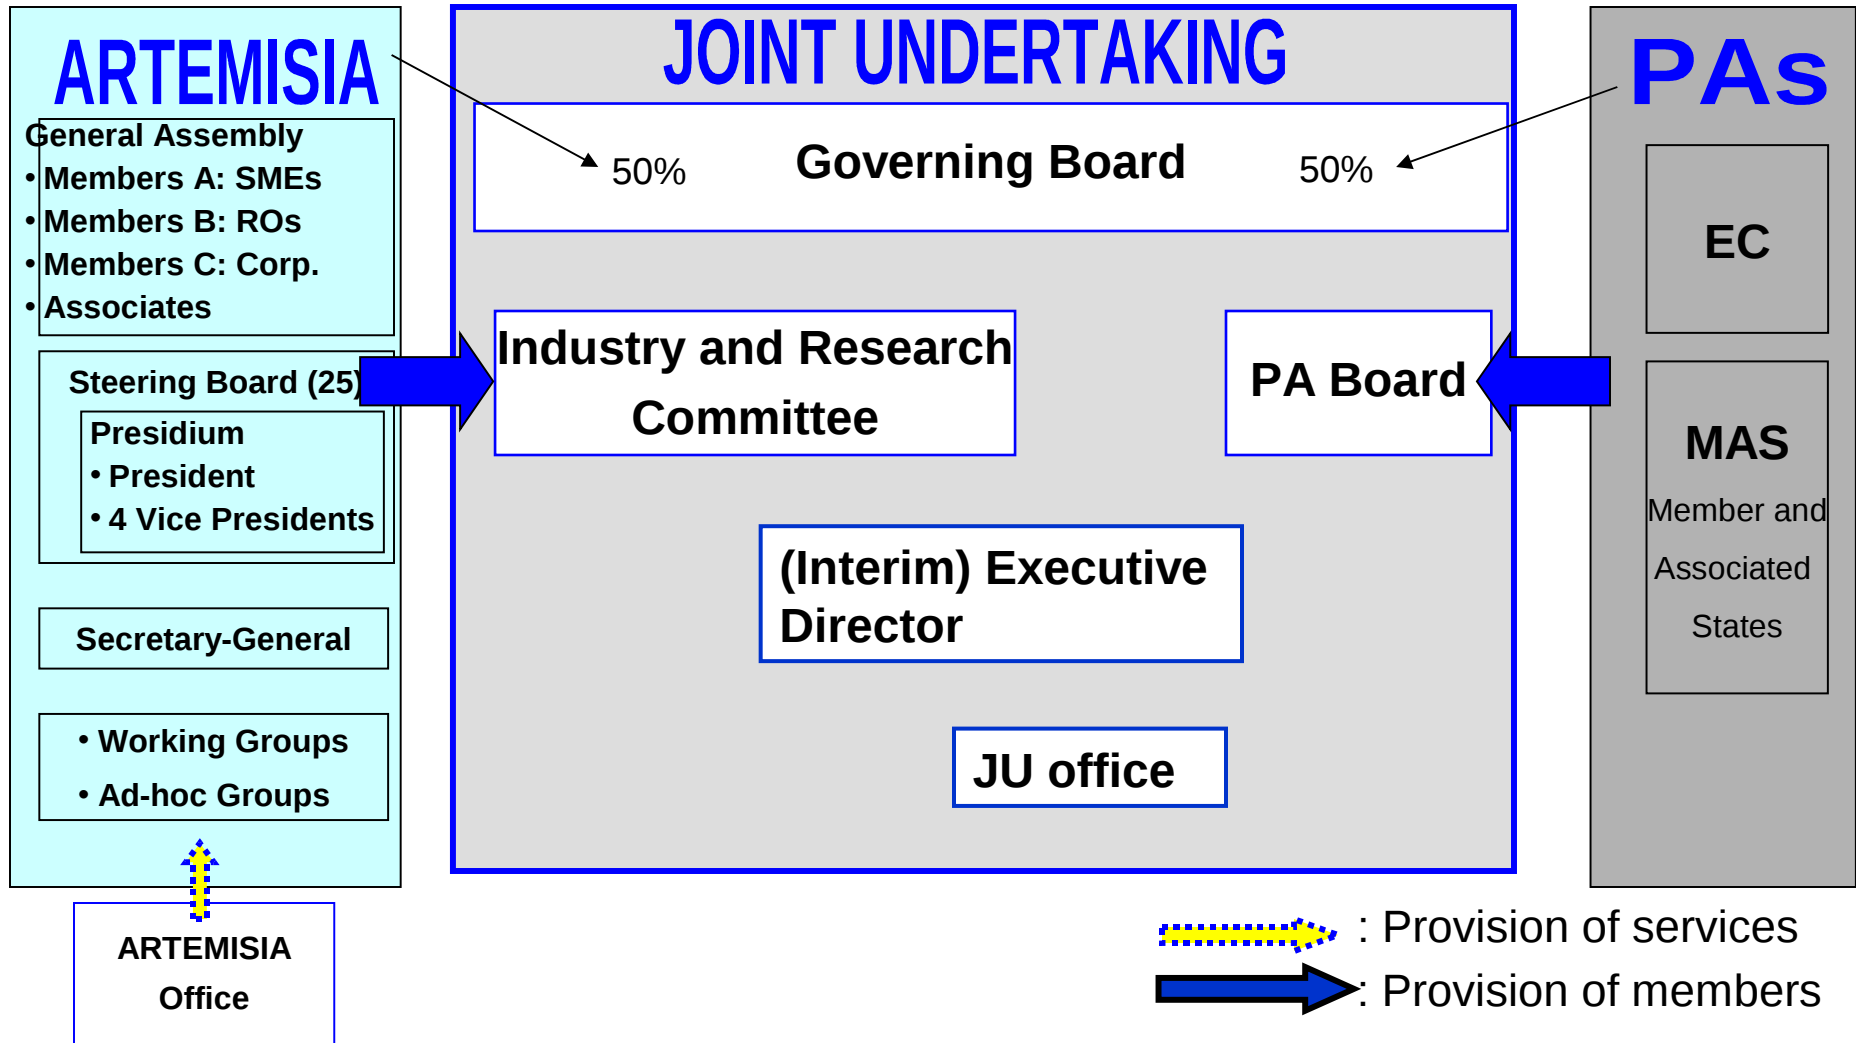 ARTEMISIA
General Assembly
• Members A: SMEs
• Members B: ROs
• Members C: Corp.
• Associates
Steering Board (25)
Presidium
• President
• 4 Vice Presidents
Secretary-General
• Working Groups
• Ad-hoc Groups
ARTEMISIA
Office
JOINT UNDERTAKING
50%
Governing Board
50%
Industry and Research
Committee
PA Board
(Interim) Executive
Director
JU office
PAs
EC
MAS
Member and
Associated
States
: Provision of services
: Provision of members